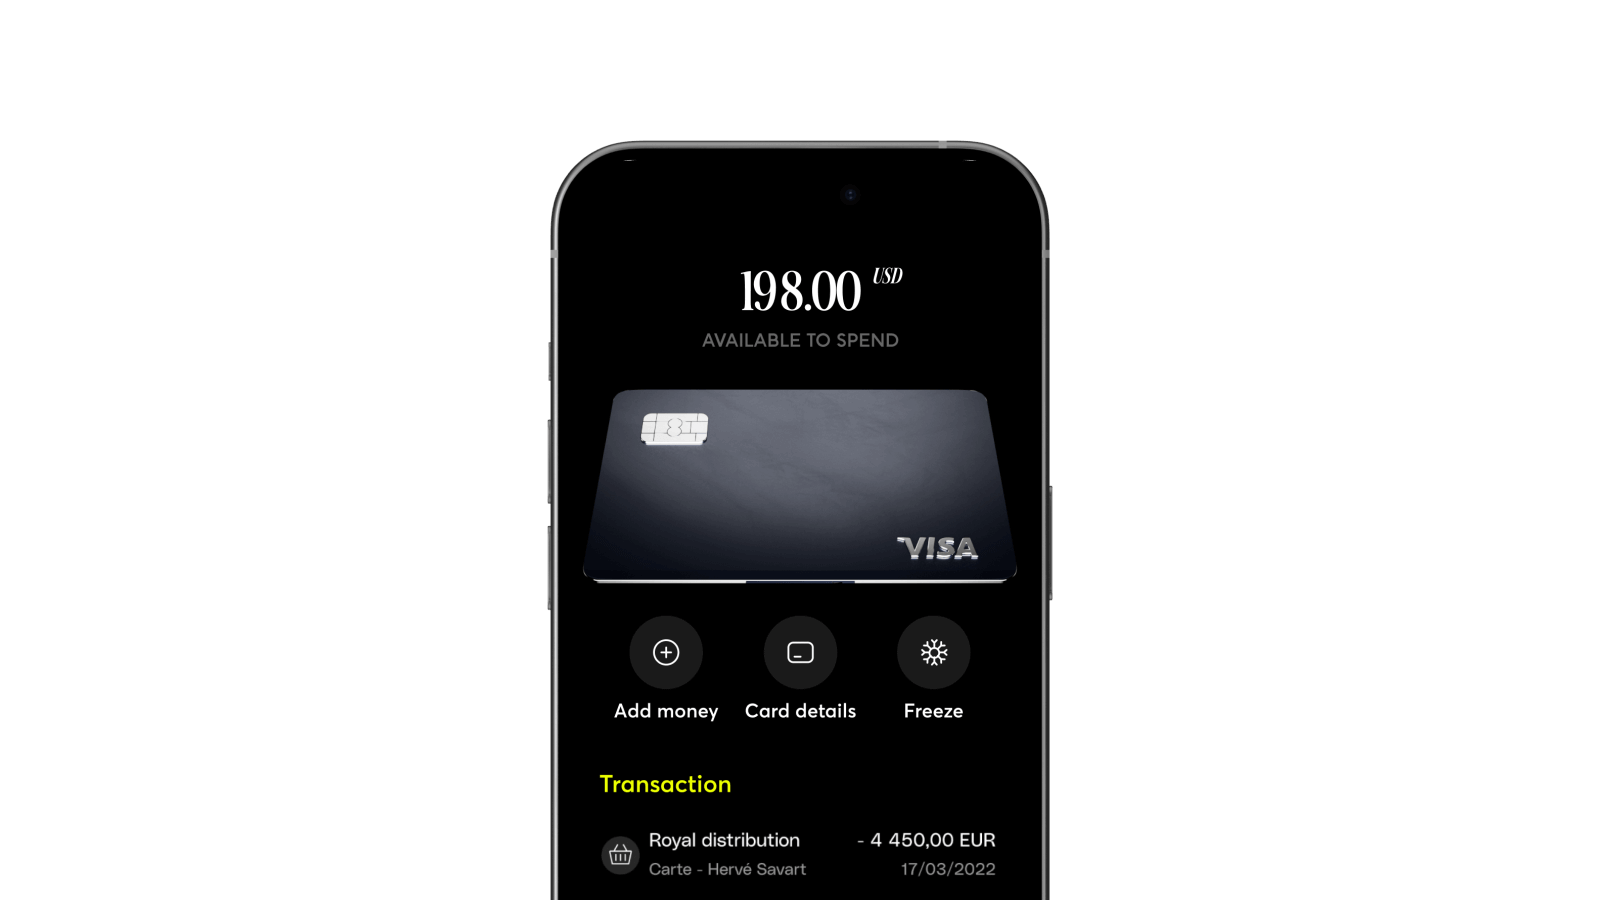 198.00 USD
AVAILABLE TO SPEND
VISA
Add money
Card details
Freeze
Transaction
Royal distribution
- 4 450,00 EUR
Carte - Hervé Savart
17/03/2022